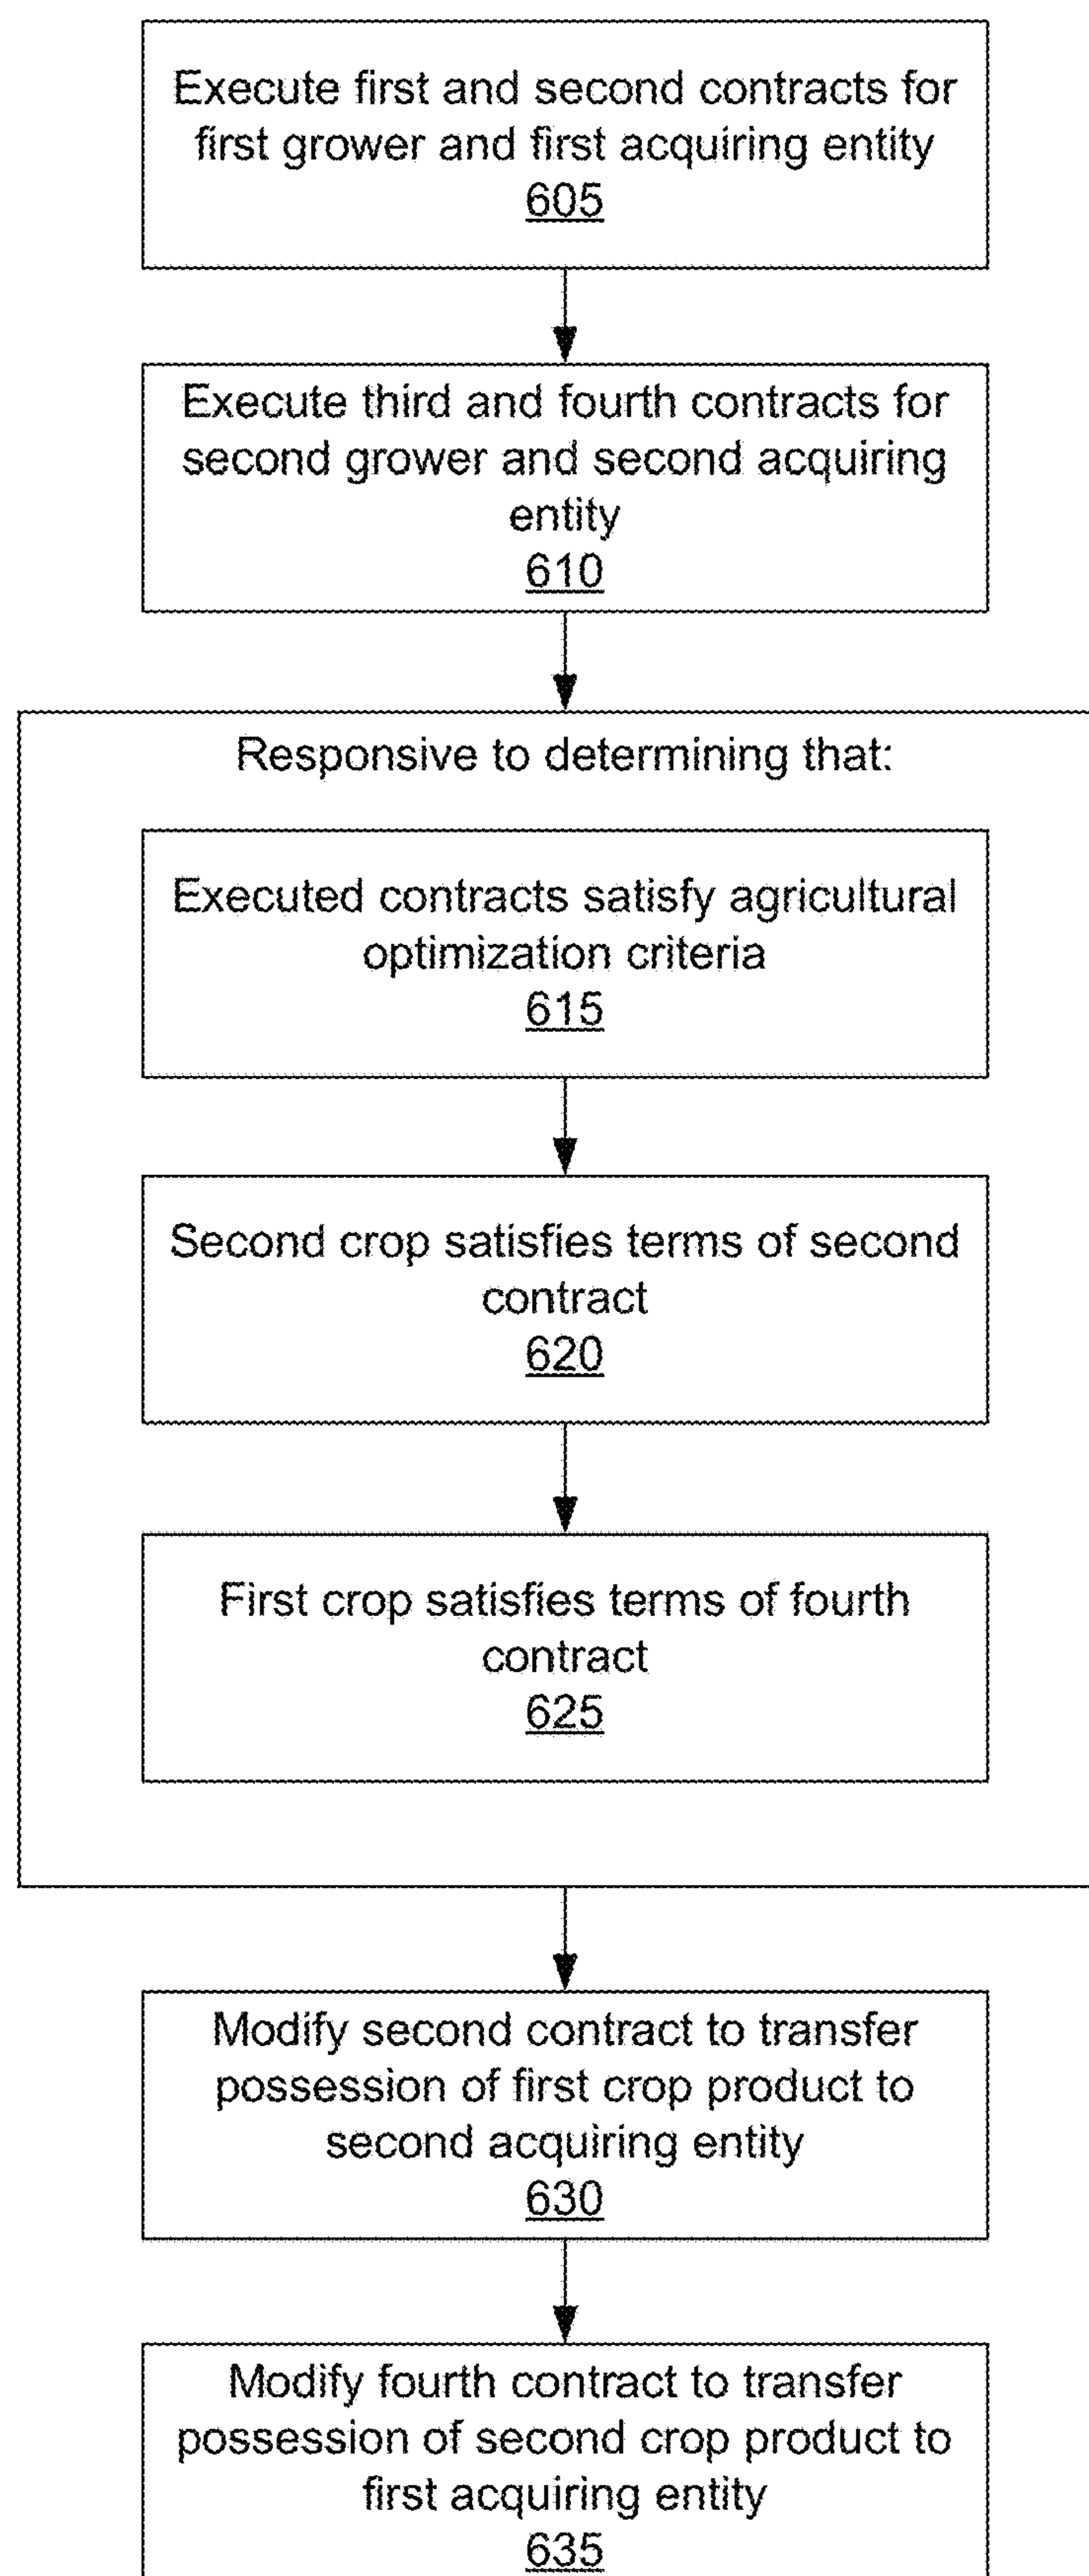 Execute first and second contracts for
first grower and first acquiring entity
605
Execute third and fourth contracts for
second grower and second acquiring
entity
610
Responsive to determining that:
Executed contracts satisfy agricultural
optimization criteria
615
Second crop satisfies terms of second
contract
620
First crop satisfies terms of fourth
contract
625
Modify second contract to transfer
possession of first crop product to
second acquiring entity
630
Modify fourth contract to transfer
possession of second crop product to
first acquiring entity
635